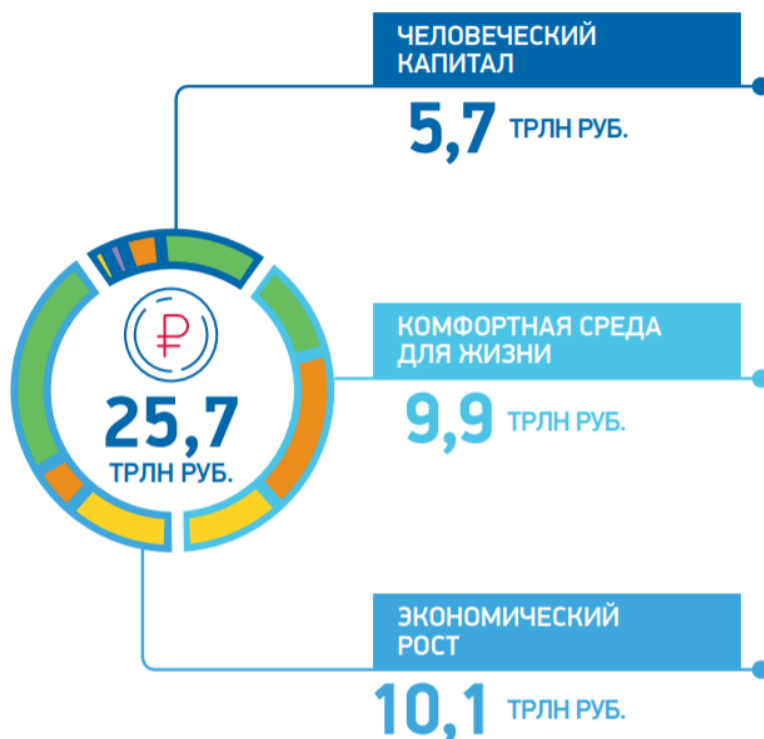 ЧЕЛОВЕЧЕСКИЙ
КАПИТАЛ
5,7 ТРЛН РУБ.
₽
25,7
ТРЛН РУБ.
КОМФОРТНАЯ СРЕДА
ДЛЯ ЖИЗНИ
9,9 ТРЛН РУБ.
ЭКОНОМИЧЕСКИЙ
РОСТ
10,1 ТРЛН РУБ.